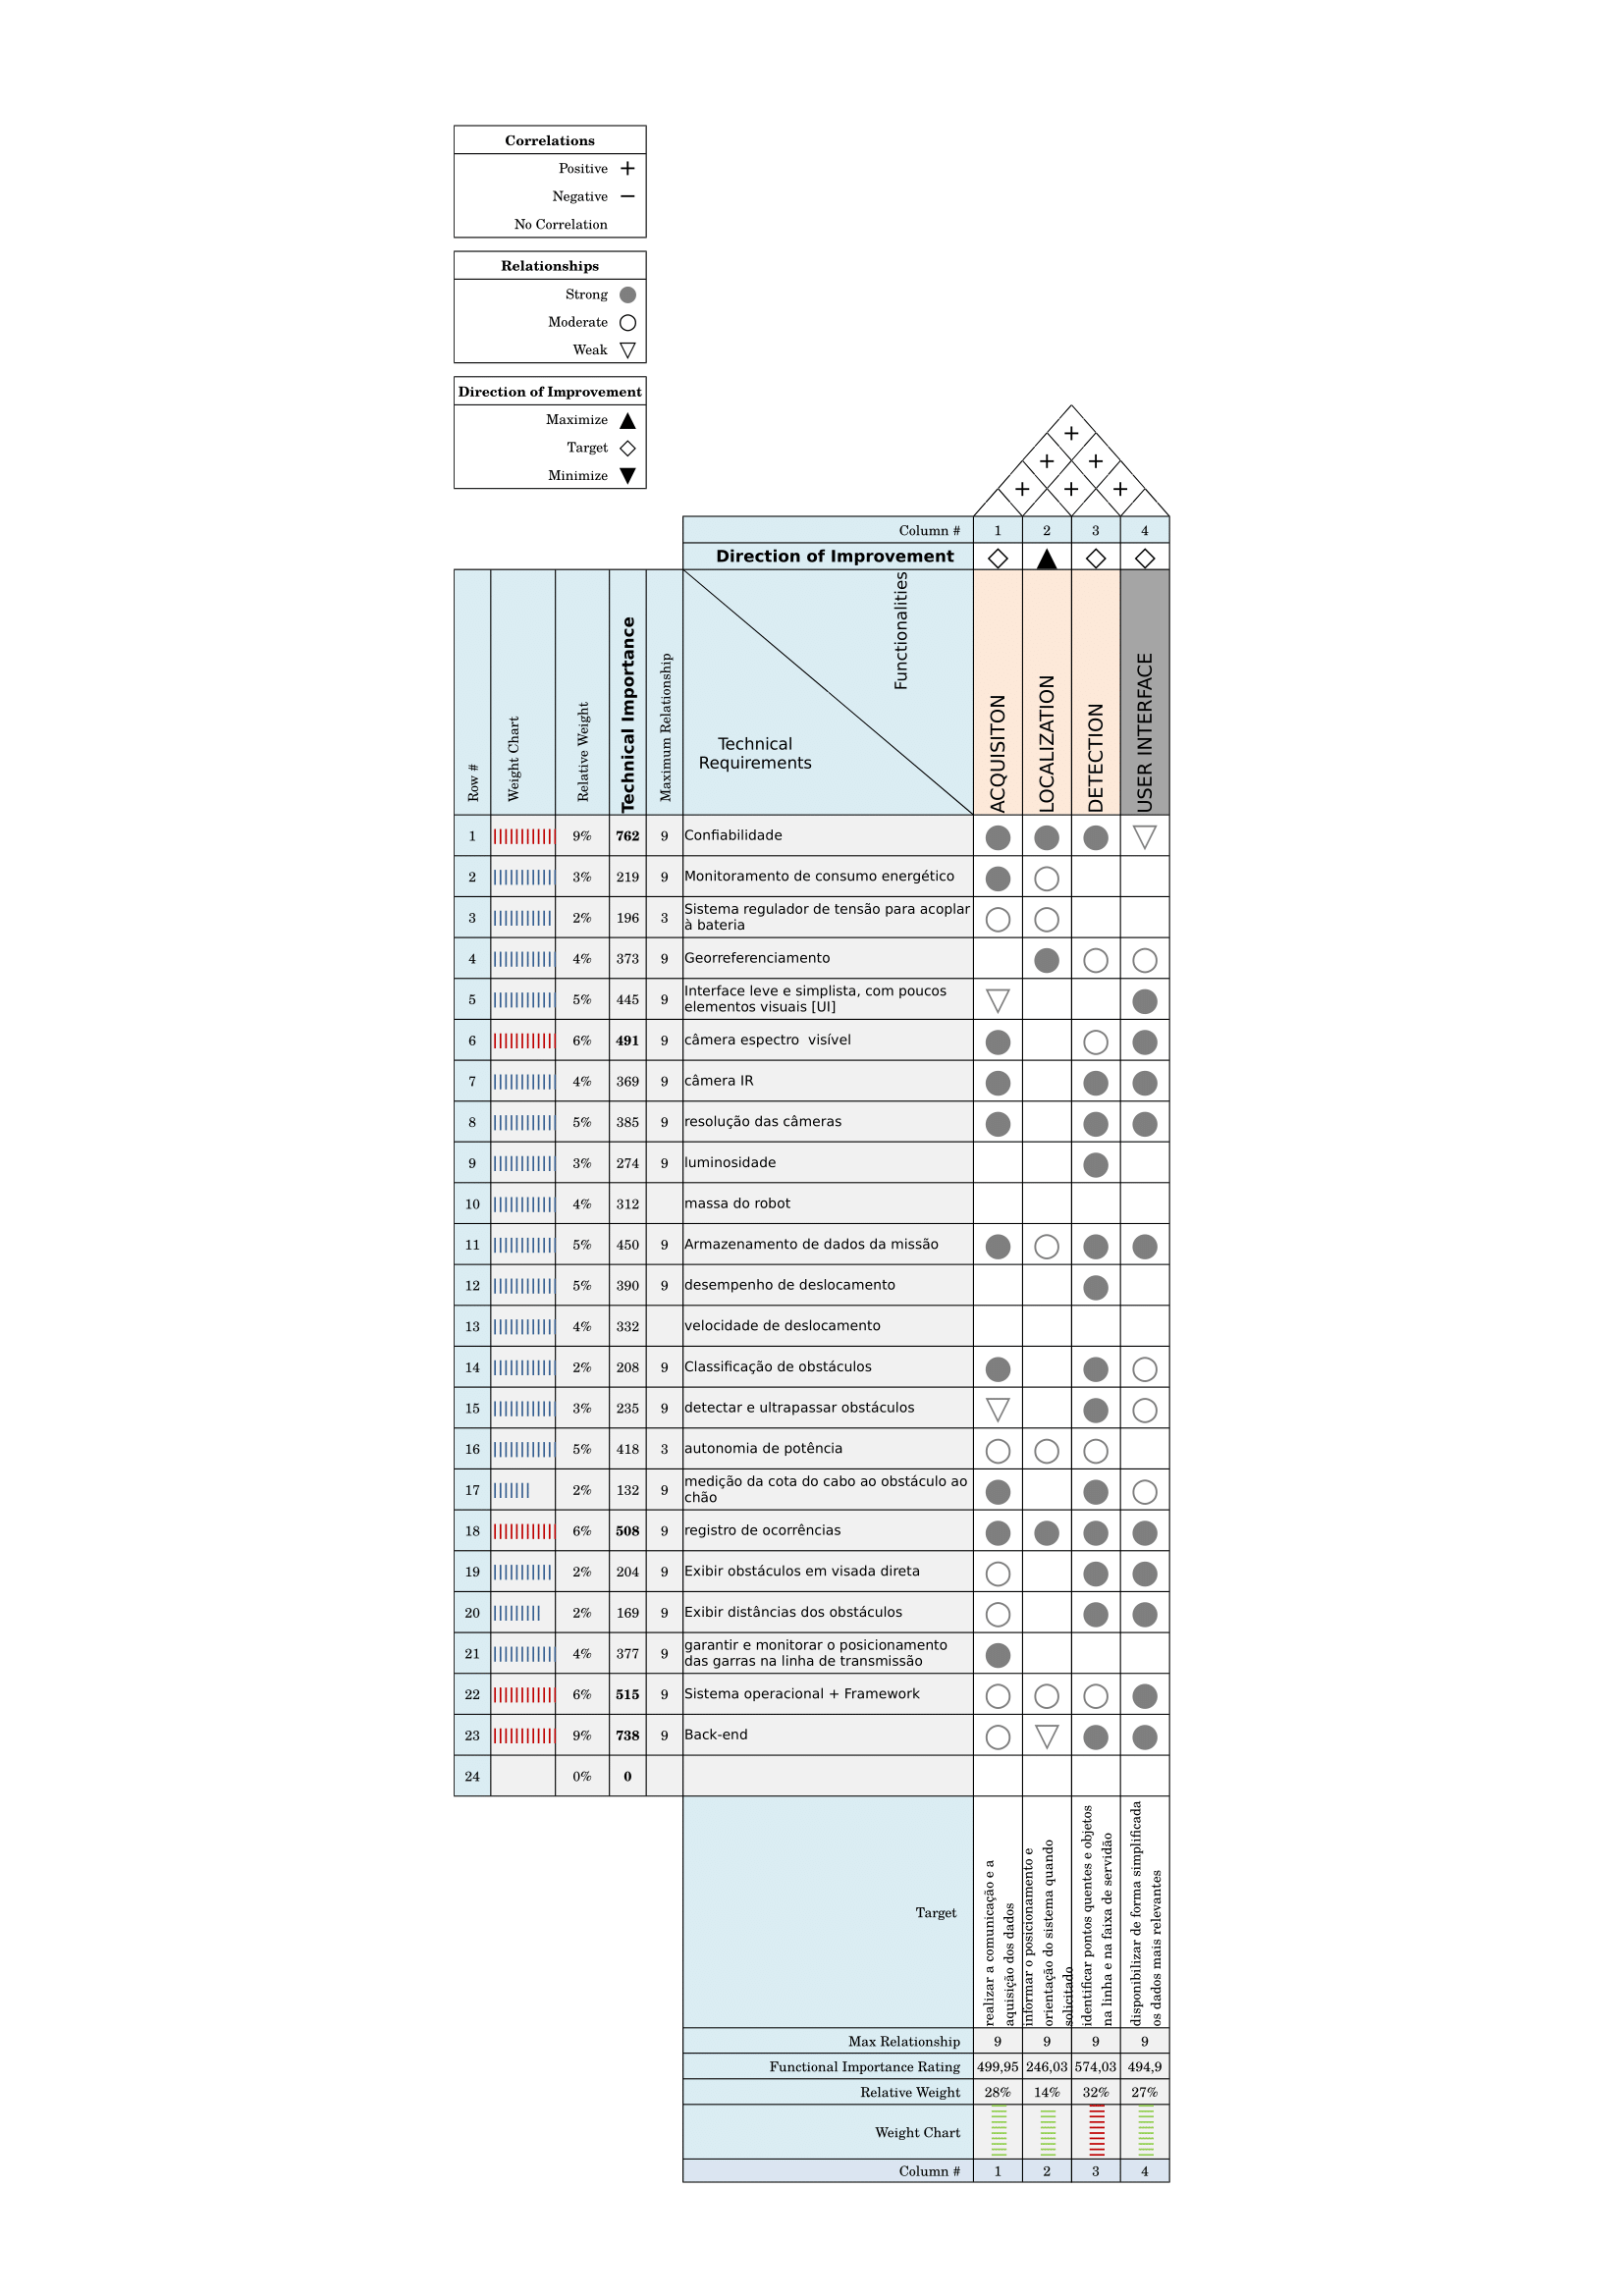 Correlations
Positive +
Negative −
No Correlation
Relationships
Strong
Moderate
Weak
Direction of Improvement
Maximize
Target
Minimize
+
+ +
+ + +
Column # 1 2 3 4
Direction of Improvement
Row #
Weight Chart
Relative Weight
Technical Importance
Maximum Relationship
Technical
Requirements
Functionalities
ACQUISITON
LOCALIZATION
DETECTION
USER INTERFACE
1 9% 762 9 Confiabilidade
2 3% 219 9 Monitoramento de consumo energético
3 2% 196 3 Sistema regulador de tensão para acoplar
à bateria
4 4% 373 9 Georreferenciamento
5 5% 445 9 Interface leve e simplista, com poucos
elementos visuais [UI]
6 6% 491 9 câmera espectro  visível
7 4% 369 9 câmera IR
8 5% 385 9 resolução das câmeras
9 3% 274 9 luminosidade
10 4% 312 massa do robot
11 5% 450 9 Armazenamento de dados da missão
12 5% 390 9 desempenho de deslocamento
13 4% 332 velocidade de deslocamento
14 2% 208 9 Classificação de obstáculos
15 3% 235 9 detectar e ultrapassar obstáculos
16 5% 418 3 autonomia de potência
17 2% 132 9 medição da cota do cabo ao obstáculo ao
chão
18 6% 508 9 registro de ocorrências
19 2% 204 9 Exibir obstáculos em visada direta
20 2% 169 9 Exibir distâncias dos obstáculos
21 4% 377 9 garantir e monitorar o posicionamento
das garras na linha de transmissão
22 6% 515 9 Sistema operacional + Framework
23 9% 738 9 Back-end
24 0% 0
Target
realizar a comunicação e a
aquisição dos dados
informar o posicionamento e
orientação do sistema quando
solicitado
identificar pontos quentes e objetos
na linha e na faixa de servidão
disponibilizar de forma simplificada
os dados mais relevantes
Max Relationship 9 9 9 9
Functional Importance Rating 499,95 246,03 574,03 494,9
Relative Weight 28% 14% 32% 27%
Weight Chart
Column # 1 2 3 4